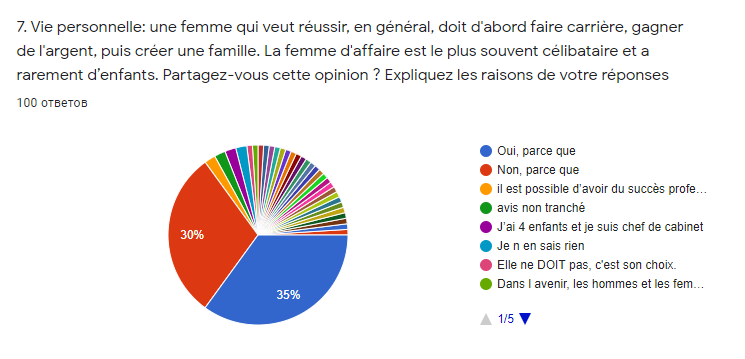 7. Vie personnelle: une femme qui veut réussir, en général, doit d'abord faire carrière, gagner
de l'argent, puis créer une famille. La femme d'affaire est le plus souvent célibataire et a
rarement d'enfants. Partagez-vous cette opinion ? Expliquez les raisons de votre réponses
100 ответов
30%
35%
Oui, parce que
Non, parce que
il est possible d'avoir du succès profe…
avis non tranché
J'ai 4 enfants et je suis chef de cabinet
Je n en sais rien
Elle ne DOIT pas, c'est son choix.
Dans l avenir, les hommes et les fem…
1/5